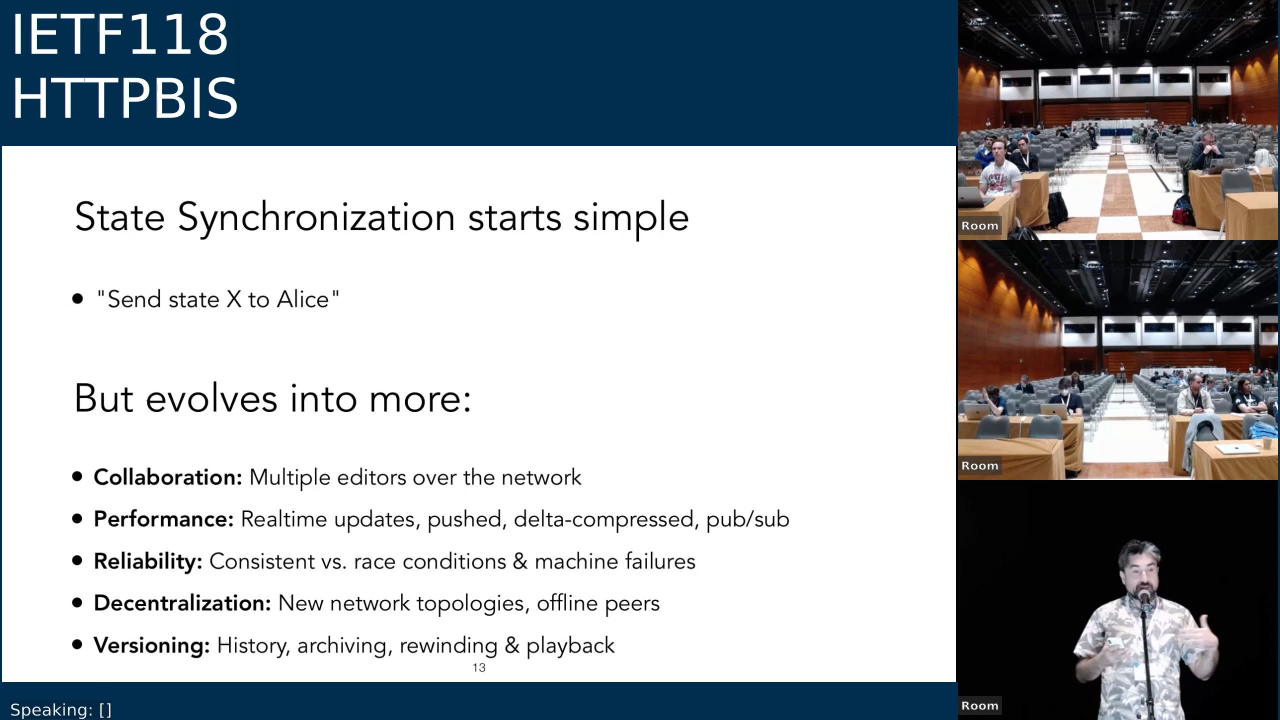 IETF118
HTTPBIS
State Synchronization starts simple
• "Send state X to Alice"
But evolves into more:
• Collaboration: Multiple editors over the network
• Performance: Realtime updates, pushed, delta-compressed, pub/sub
• Reliability: Consistent vs. race conditions & machine failures
• Decentralization: New network topologies, offline peers
• Versioning: History, archiving, rewinding & playback
13
Speaking: []
Room
Room
Room